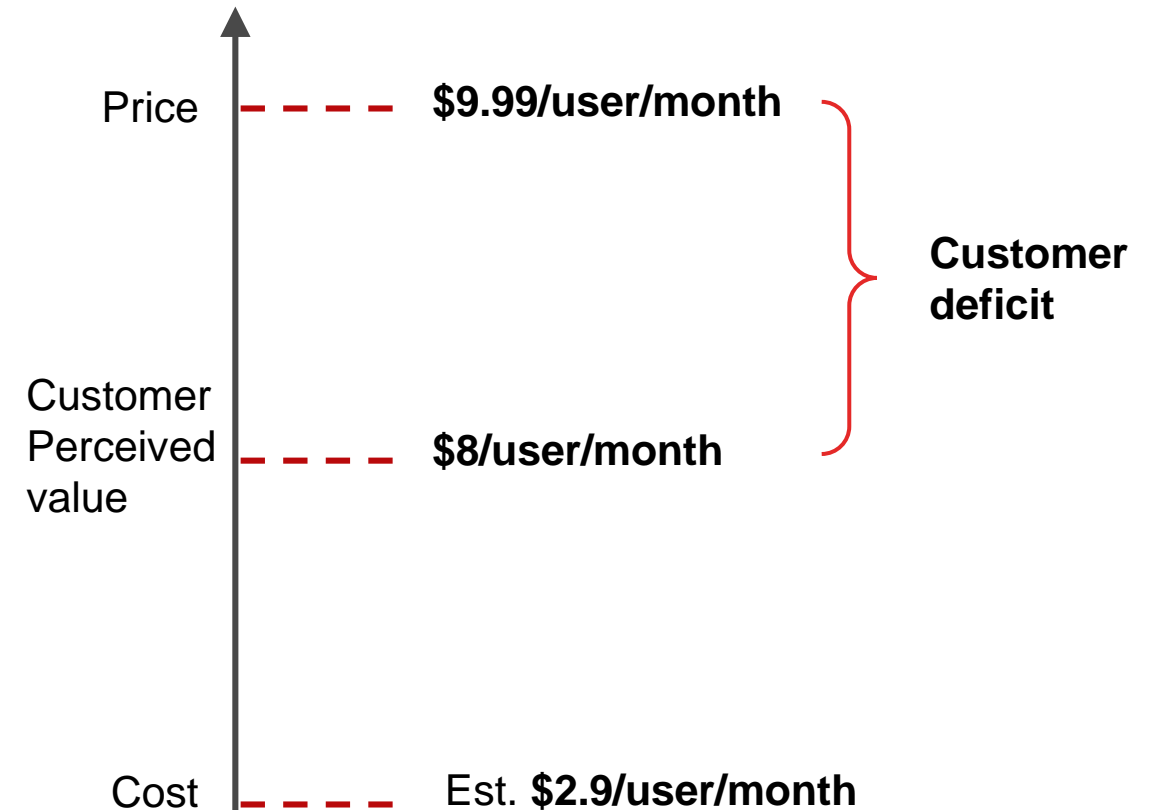 Price
$9.99/user/month
Customer
deficit
Customer
Perceived
value
$8/user/month
Cost
Est. $2.9/user/month